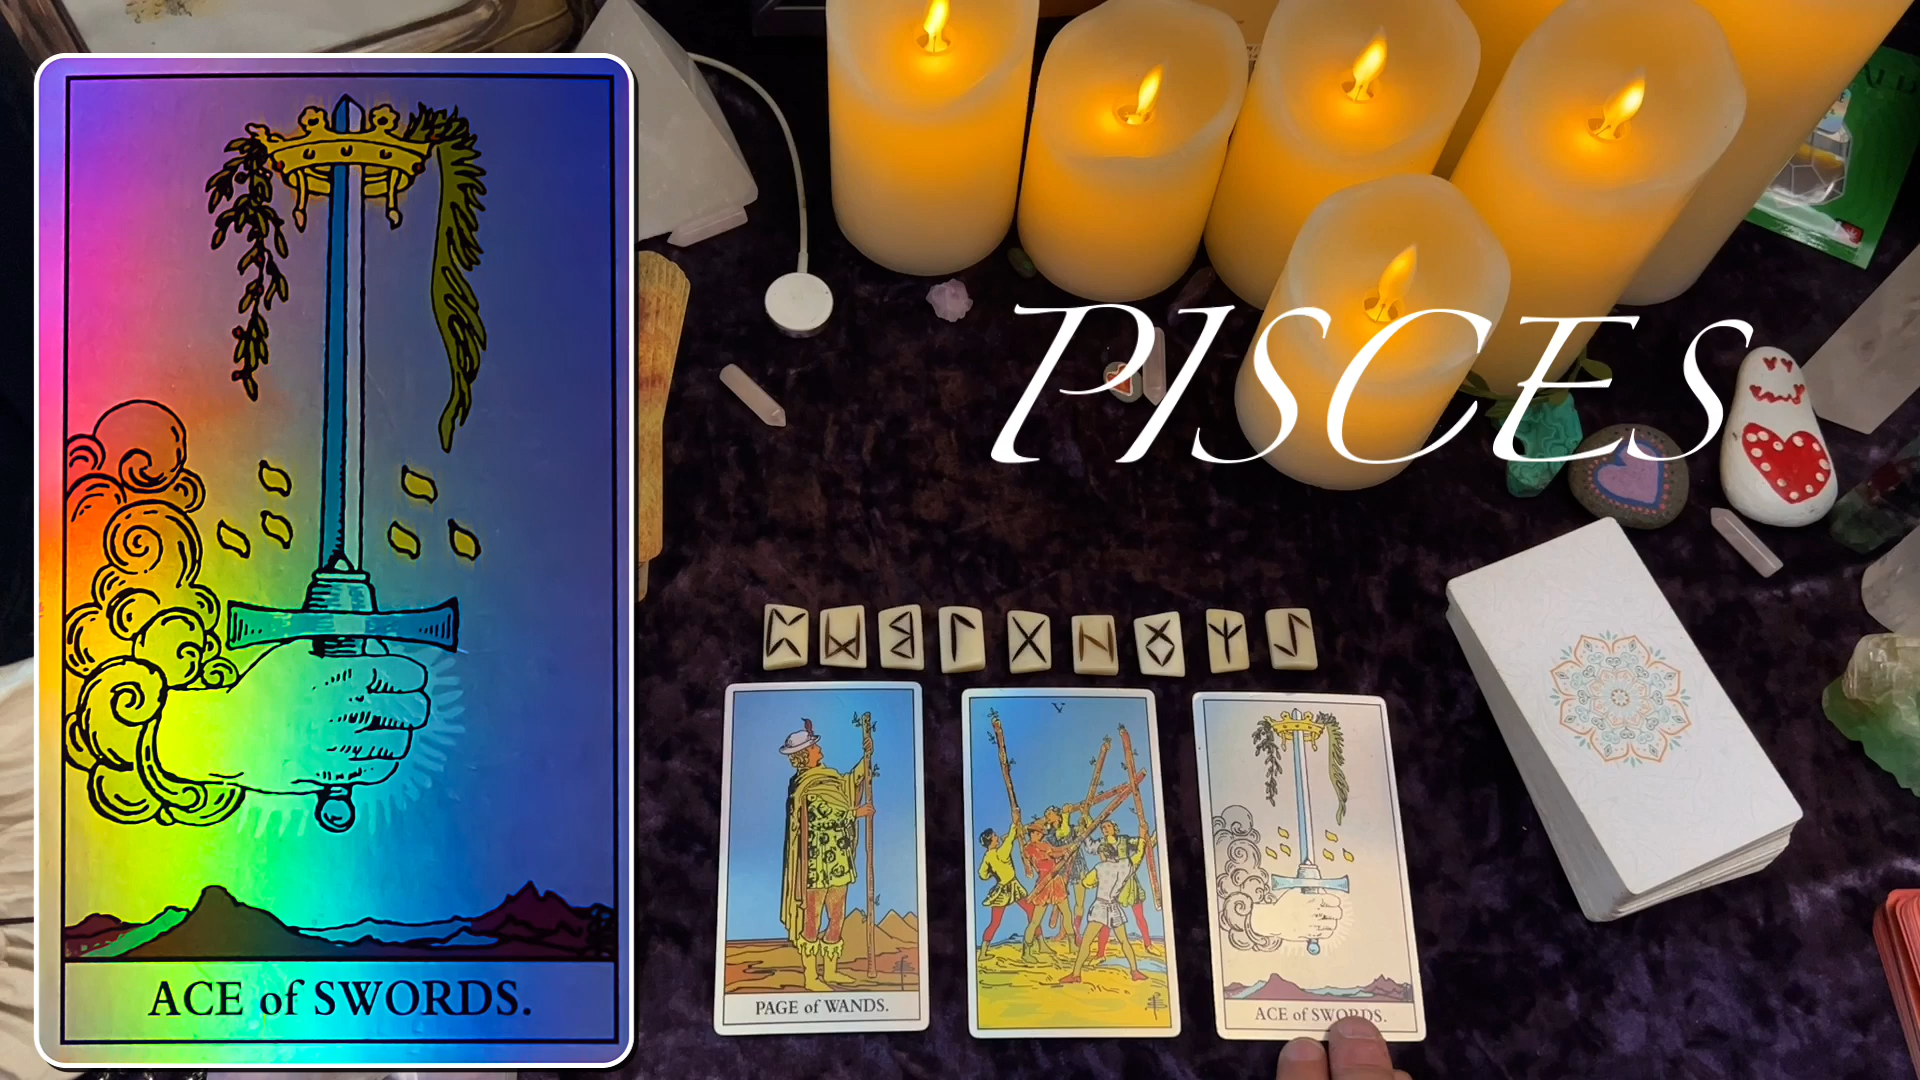 ACE of SWORDS.
PISCES
ᛈ ᛞ ᛒ ᛚ ᚷ
PAGE of WANDS.
V
ACE of SWORDS.